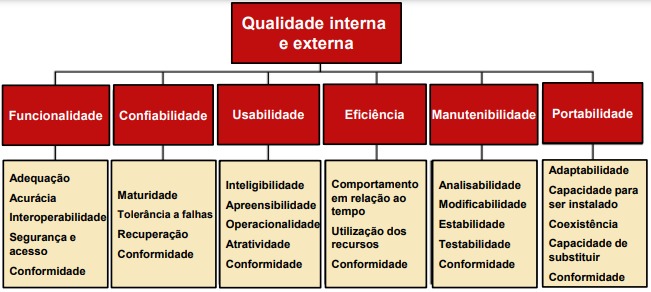 Qualidade interna
e externa
Funcionalidade
Confiabilidade
Usabilidade
Eficiência
Manutenibilidade
Portabilidade
Adequação
Acurácia
Interoperabilidade
Segurança e
acesso
Conformidade
Maturidade
Tolerância a falhas
Recuperação
Conformidade
Inteligibilidade
Apreensibilidade
Operacionalidade
Atratividade
Conformidade
Comportamento
em relação ao
tempo
Utilização dos
recursos
Conformidade
Analisabilidade
Modificabilidade
Estabilidade
Testabilidade
Conformidade
Adaptabilidade
Capacidade para
ser instalado
Coexistência
Capacidade de
substituir
Conformidade